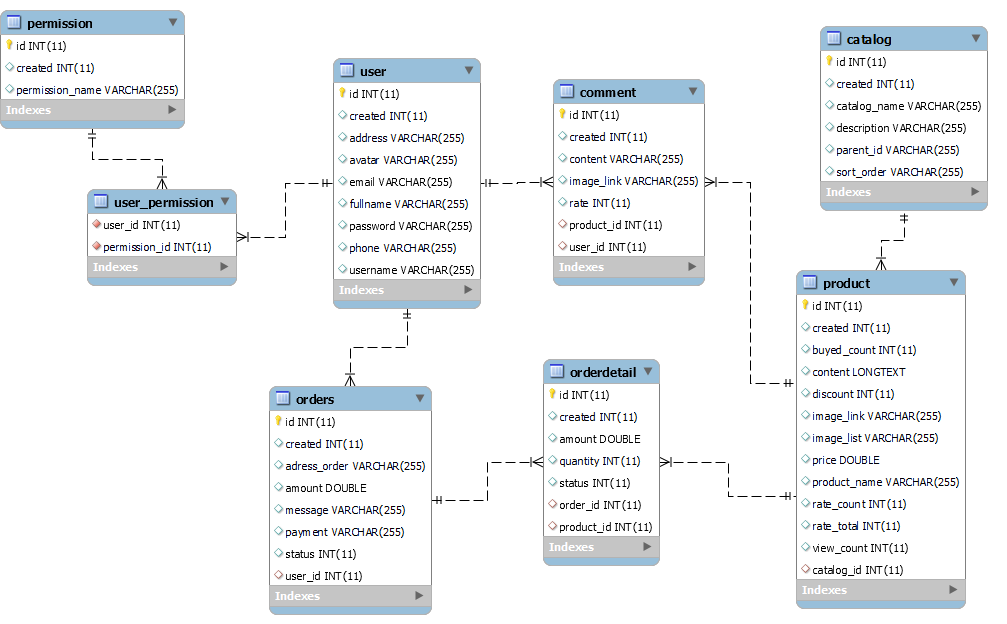 permission
id INT(11)
created INT(11)
permission_name VARCHAR(255)
Indexes
user_permission
user_id INT(11)
permission_id INT(11)
Indexes
user
id INT(11)
created INT(11)
address VARCHAR(255)
avatar VARCHAR(255)
email VARCHAR(255)
fullname VARCHAR(255)
password VARCHAR(255)
phone VARCHAR(255)
username VARCHAR(255)
Indexes
comment
id INT(11)
created INT(11)
content VARCHAR(255)
image_link VARCHAR(255)
rate INT(11)
product_id INT(11)
user_id INT(11)
Indexes
catalog
id INT(11)
created INT(11)
catalog_name VARCHAR(255)
description VARCHAR(255)
parent_id VARCHAR(255)
sort_order VARCHAR(255)
Indexes
orders
id INT(11)
created INT(11)
adress_order VARCHAR(255)
amount DOUBLE
message VARCHAR(255)
payment VARCHAR(255)
status INT(11)
user_id INT(11)
Indexes
orderdetail
id INT(11)
created INT(11)
amount DOUBLE
quantity INT(11)
status INT(11)
order_id INT(11)
product_id INT(11)
Indexes
product
id INT(11)
created INT(11)
buyed_count INT(11)
content LONGTEXT
discount INT(11)
image_link VARCHAR(255)
image_list VARCHAR(255)
price DOUBLE
product_name VARCHAR(255)
rate_count INT(11)
rate_total INT(11)
view_count INT(11)
catalog_id INT(11)
Indexes